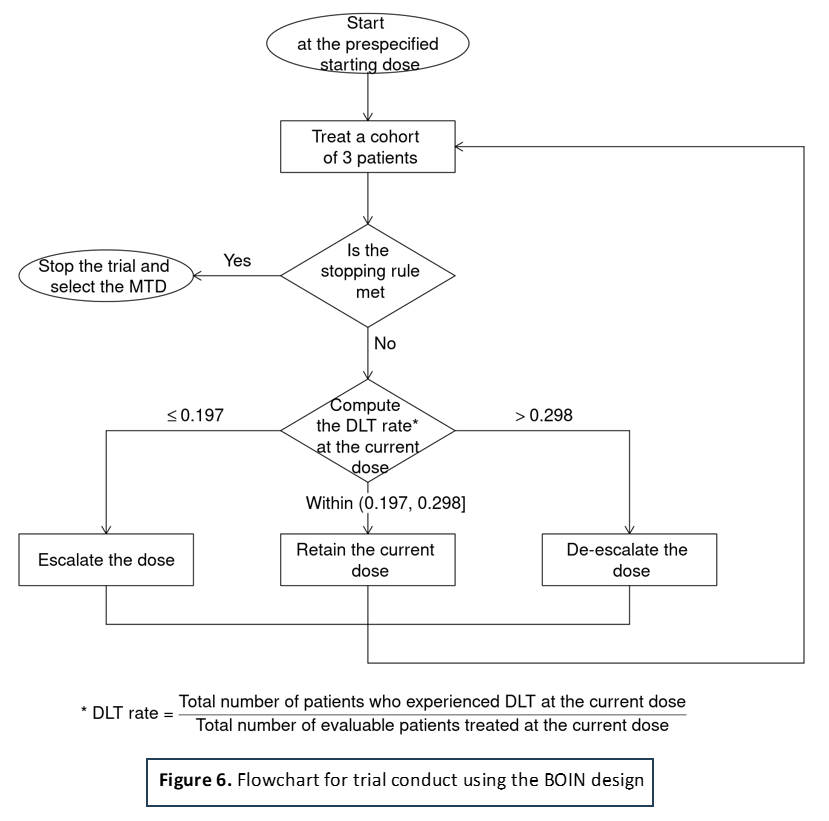 Start
at the prespecified
starting dose
Treat a cohort
of 3 patients
Is the
stopping rule
met
Yes
Stop the trial and
select the MTD
No
Compute
the DLT rate*
at the current
dose
≤ 0.197
> 0.298
Within (0.197, 0.298]
Escalate the dose
Retain the current
dose
De-escalate the
dose
* DLT rate =
Total number of patients who experienced DLT at the current dose
Total number of evaluable patients treated at the current dose
Figure 6. Flowchart for trial conduct using the BOIN design